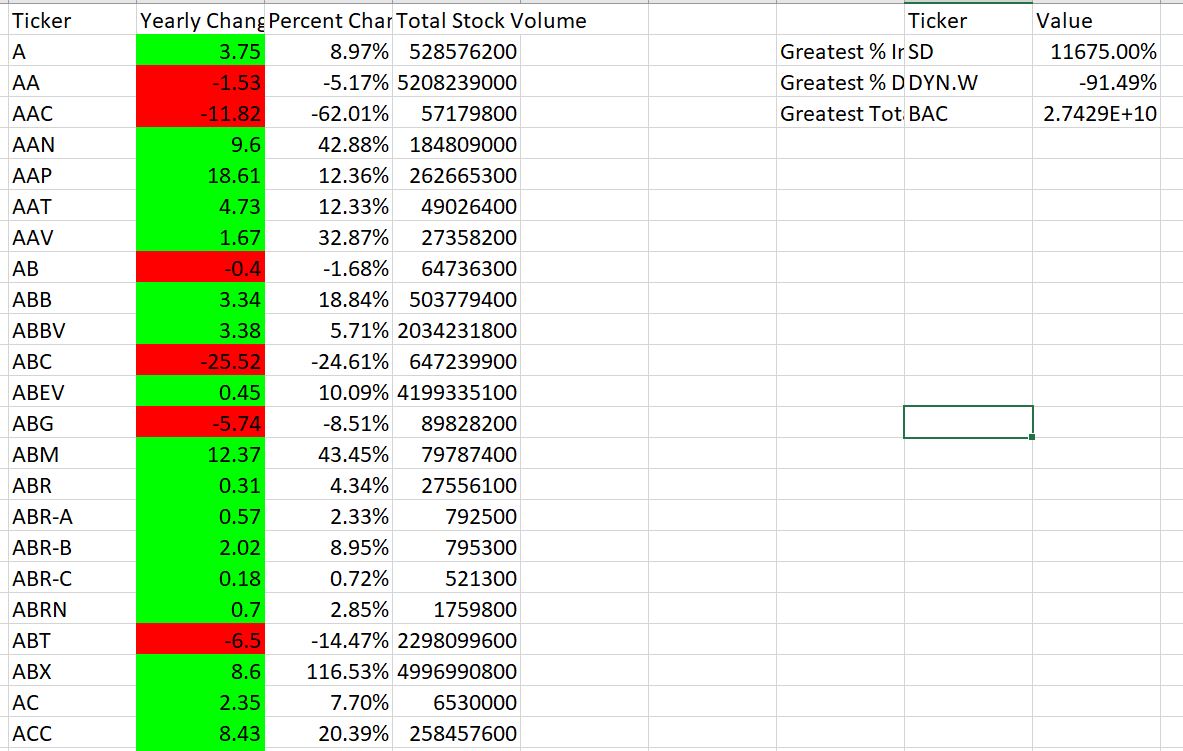 Ticker Yearly Chang Percent Char Total Stock Volume Ticker Value
A 3.75 8.97% 528576200 Greatest % Ir SD 11675.00%
AA -1.53 -5.17% 5208239000 Greatest % D DYN.W -91.49%
AAC -11.82 -62.01% 57179800 Greatest Tot BAC 2.7429E+10
AAN 9.6 42.88% 184809000
AAP 18.61 12.36% 262665300
AAT 4.73 12.33% 49026400
AAV 1.67 32.87% 27358200
AB -0.4 -1.68% 64736300
ABB 3.34 18.84% 503779400
ABBV 3.38 5.71% 2034231800
ABC -25.52 -24.61% 647239900
ABEV 0.45 10.09% 4199335100
ABG -5.74 -8.51% 89828200
ABM 12.37 43.45% 79787400
ABR 0.31 4.34% 27556100
ABR-A 0.57 2.33% 792500
ABR-B 2.02 8.95% 795300
ABR-C 0.18 0.72% 521300
ABRN 0.7 2.85% 1759800
ABT -6.5 -14.47% 2298099600
ABX 8.6 116.53% 4996990800
AC 2.35 7.70% 6530000
ACC 8.43 20.39% 258457600